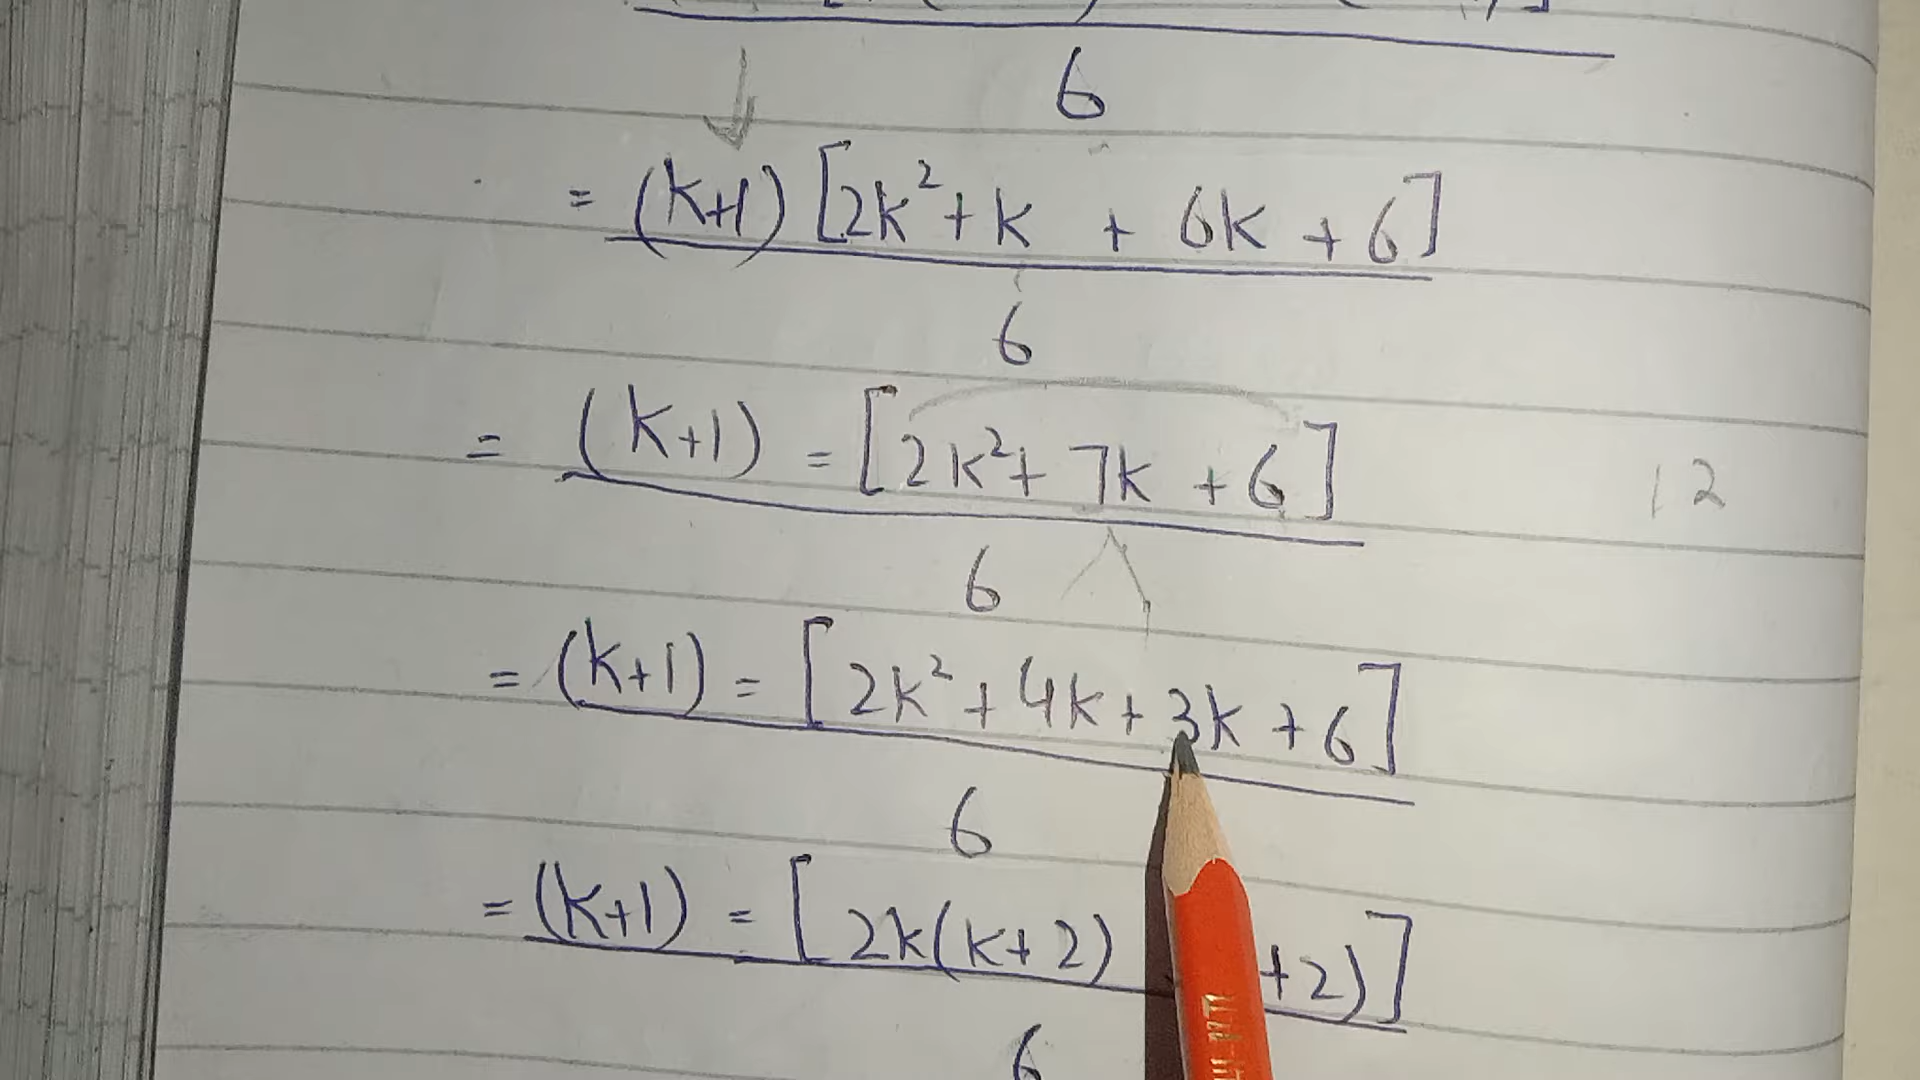 6
= (k+1) [2k² + k + 6k + 6]
6
= (k+1) = [2k² + 7k + 6]
12
6
= (k+1) = [2k² + 4k + 3k + 6]
6
= (k+1) = [2k(k+2) +2)]
6